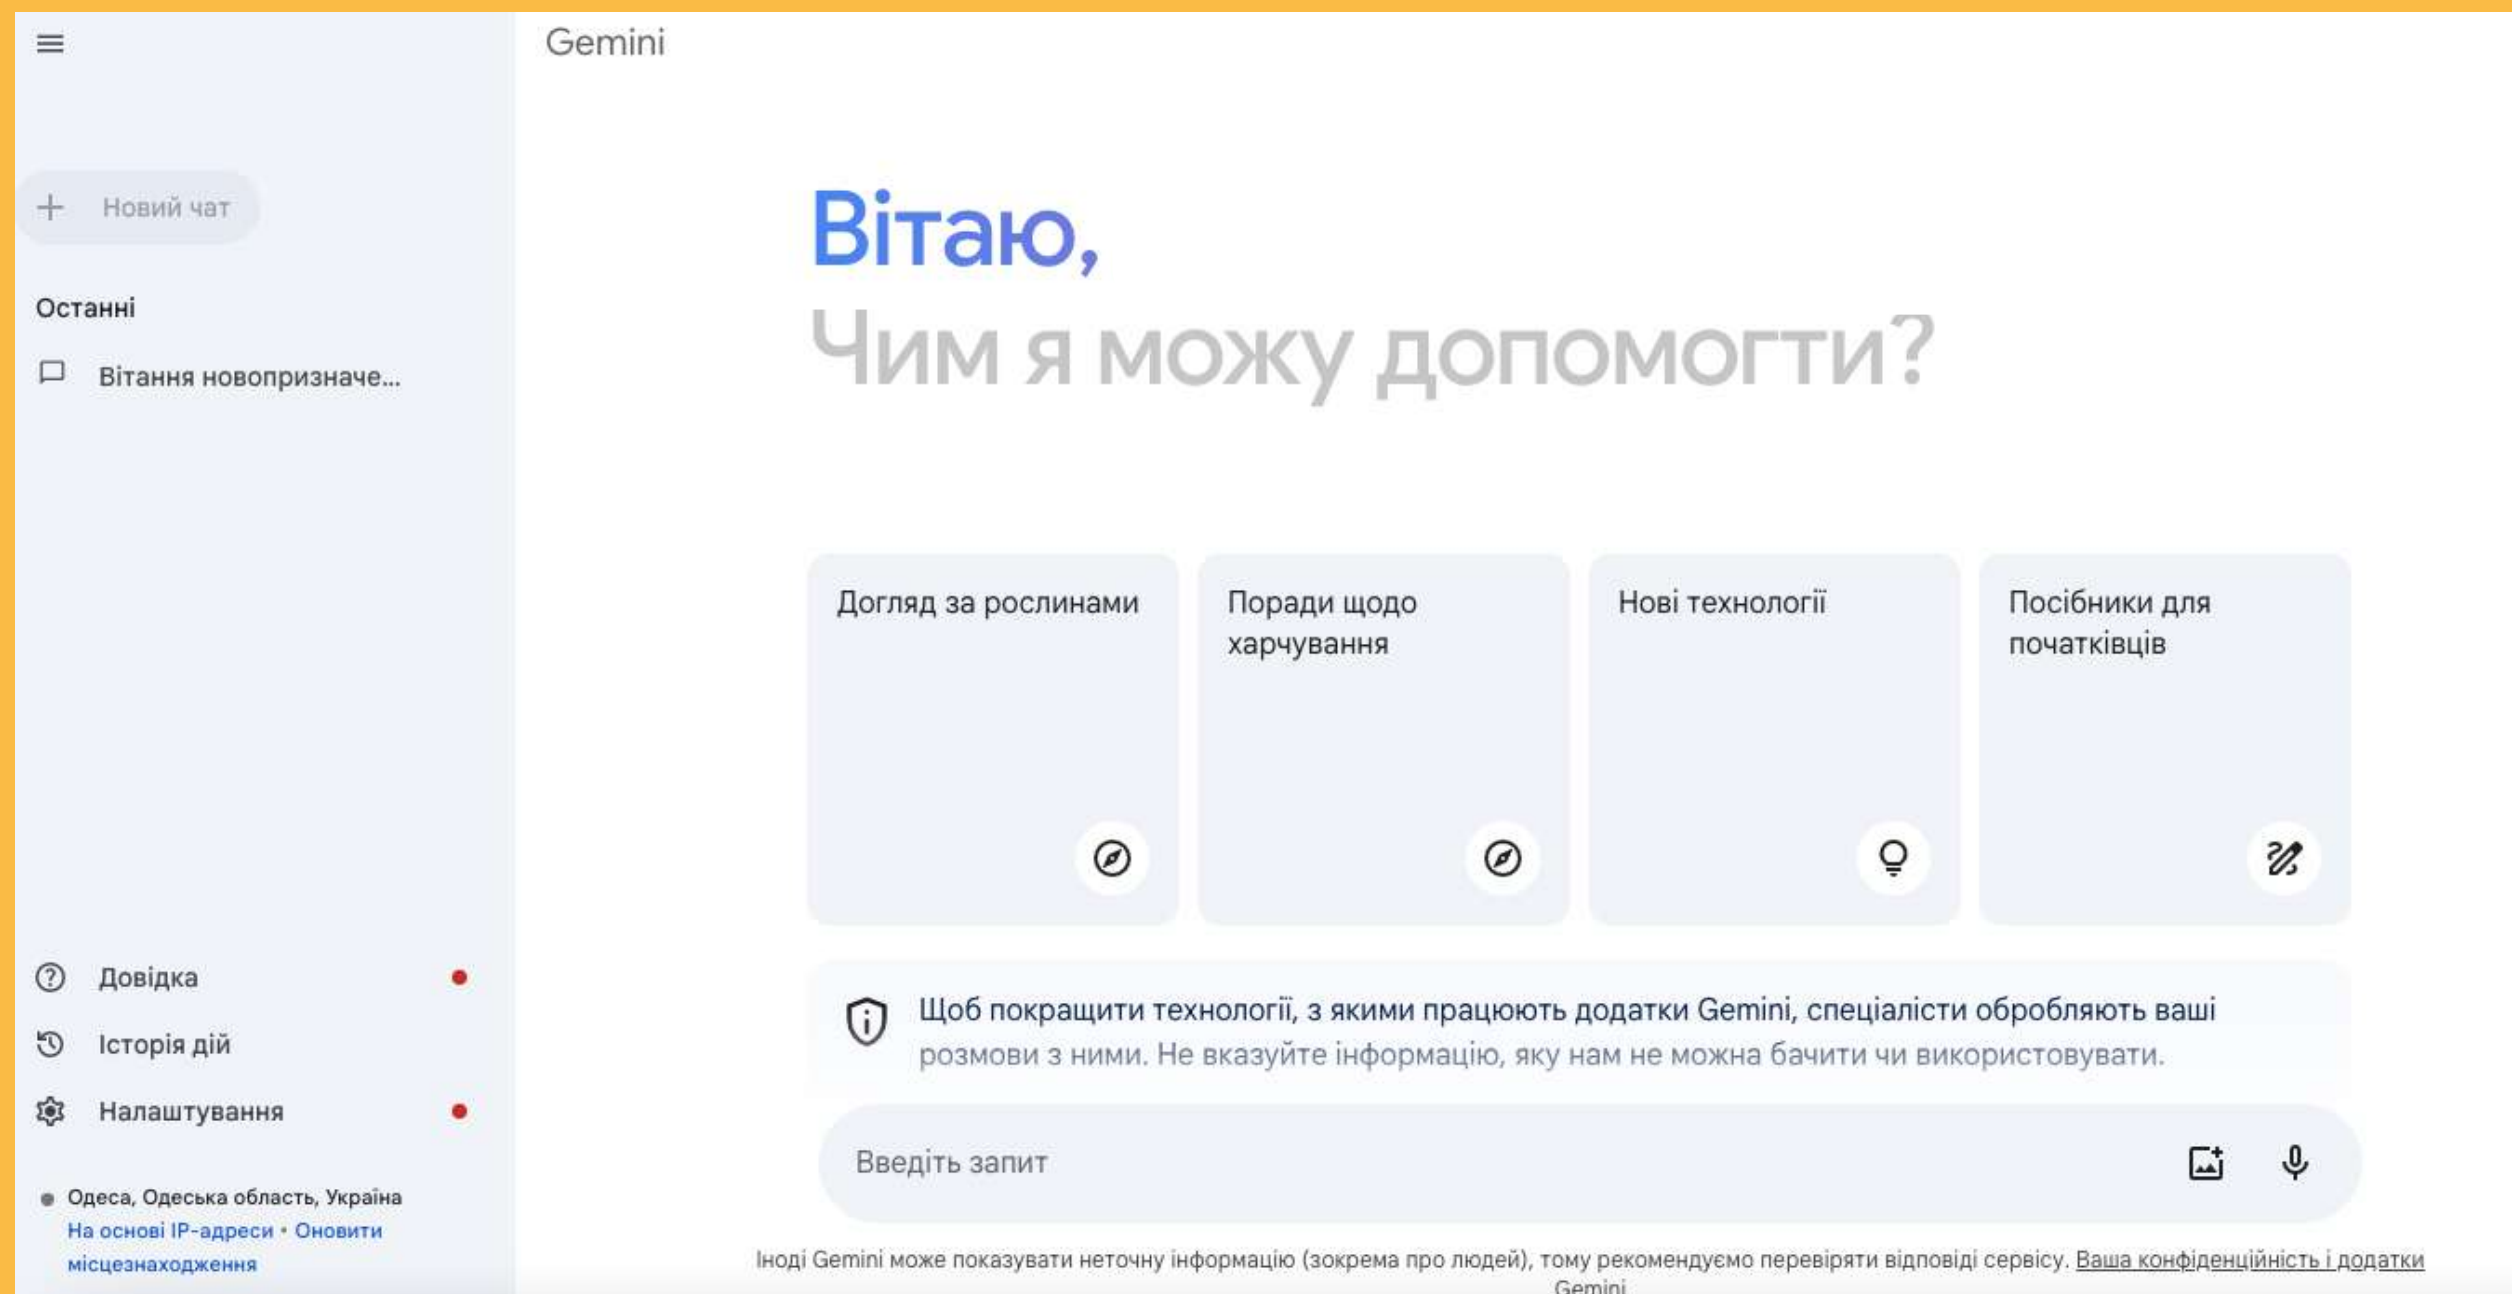 Gemini
Новий чат
Останні
Вітання новопризначе...
Довідка
Історія дій
Налаштування
Одеса, Одеська область, Україна
На основі IP-адреси • Оновити
місцезнаходження
Вітаю,
Чим я можу допомогти?
Догляд за рослинами
Поради щодо
харчування
Нові технології
Посібники для
початківців
Щоб покращити технології, з якими працюють додатки Gemini, спеціалісти обробляють ваші
розмови з ними. Не вказуйте інформацію, яку нам не можна бачити чи використовувати.
Введіть запит
Іноді Gemini може показувати неточну інформацію (зокрема про людей), тому рекомендуємо перевіряти відповіді сервісу. Ваша конфіденційність і додатки
Gemini